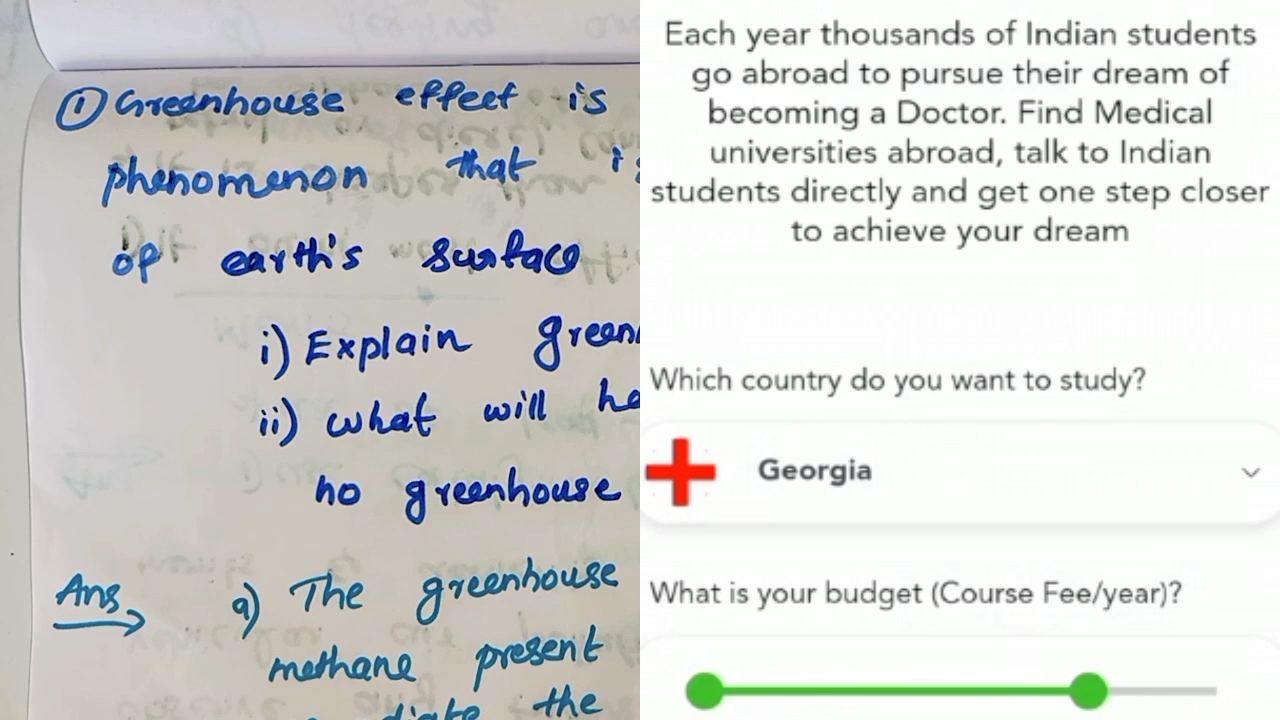 ① Greenhouse effect is
phenomenon that
of earth's surface
i) Explain
ii) what will
no greenhouse
Ans a) The greenhouse
methane present
the
Each year thousands of Indian students
go abroad to pursue their dream of
becoming a Doctor. Find Medical
universities abroad, talk to Indian
students directly and get one step closer
to achieve your dream
Which country do you want to study?
Georgia
What is your budget (Course Fee/year)?